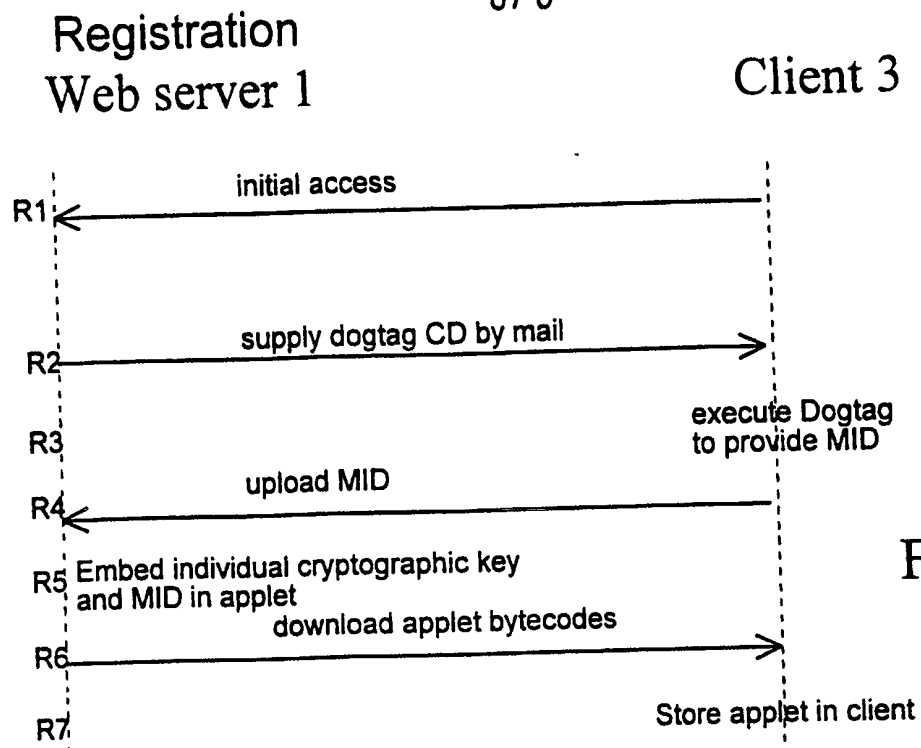 Registration
Web server 1
Client 3
R1
initial access
R2
supply dogtag CD by mail
R3
execute Dogtag
to provide MID
R4
upload MID
R5
Embed individual cryptographic key
and MID in applet
R6
download applet bytecodes
R7
Store applet in client